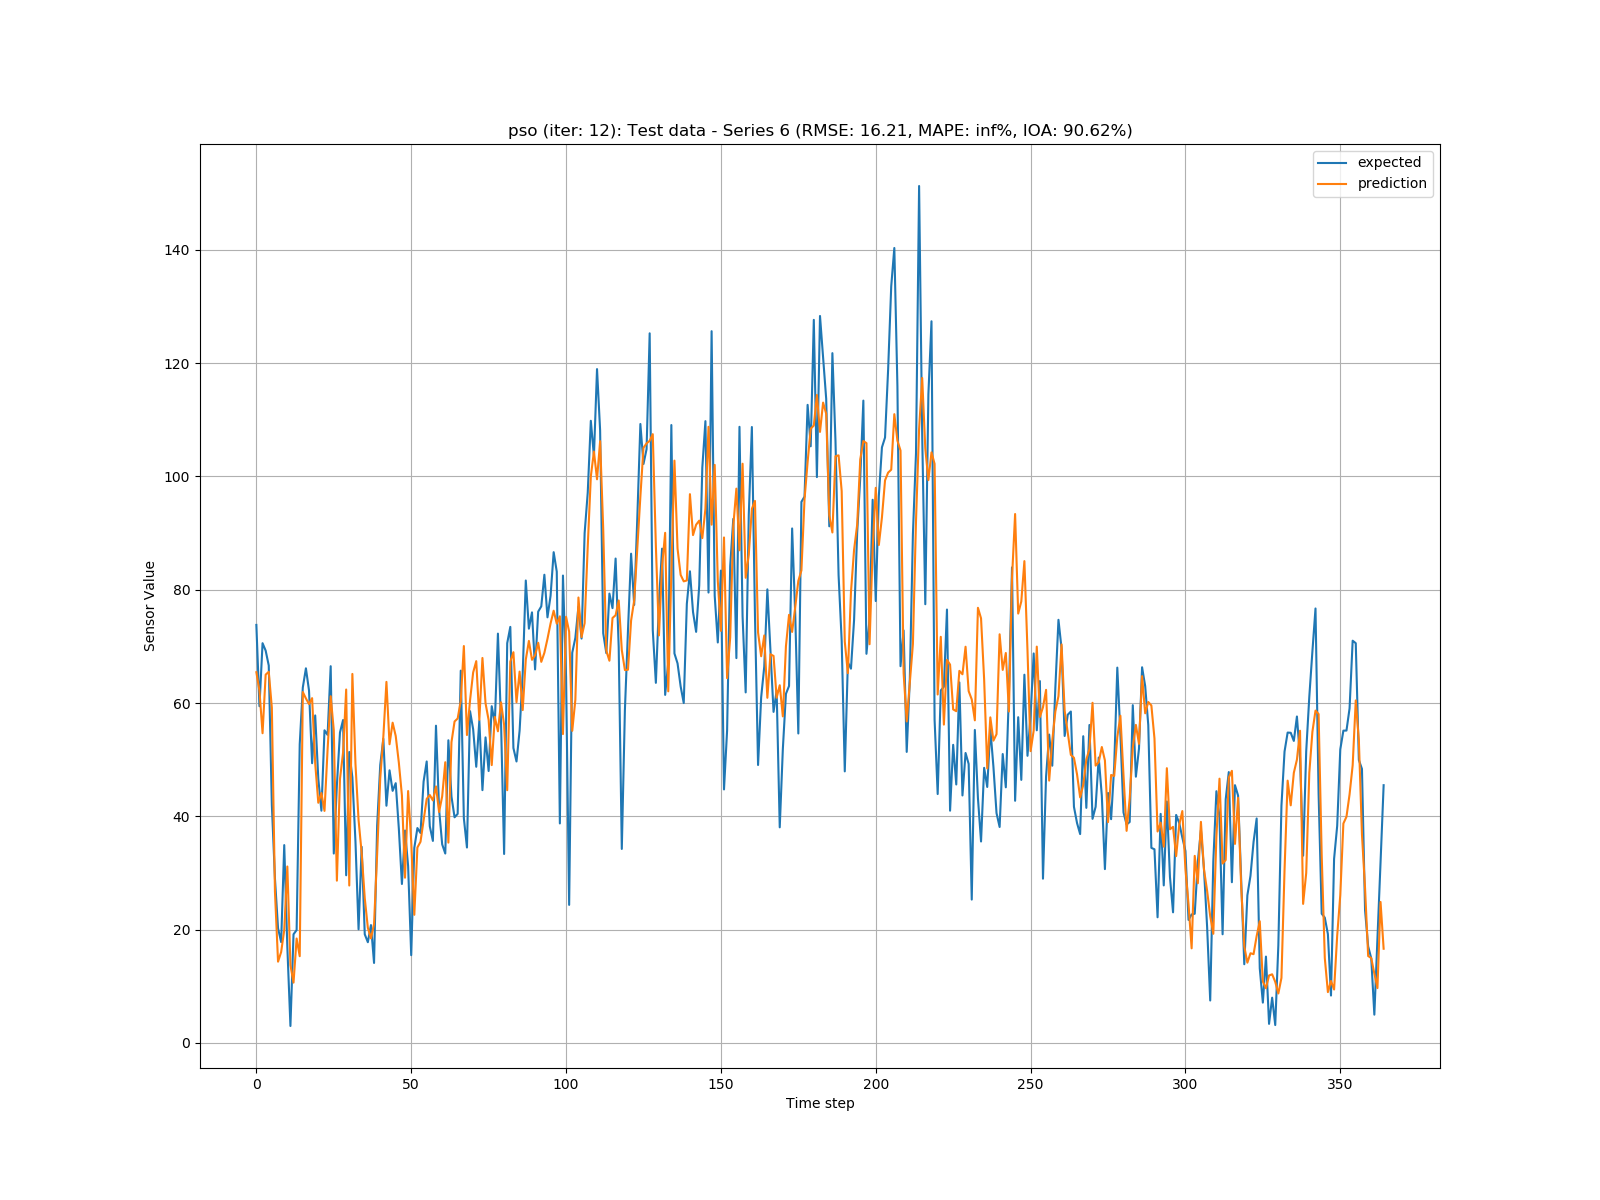 pso (iter: 12): Test data - Series 6 (RMSE: 16.21, MAPE: inf%, IOA: 90.62%)
expected
prediction
140
120
100
80
60
40
20
0
Sensor Value
0 50 100 150 200 250 300 350
Time step